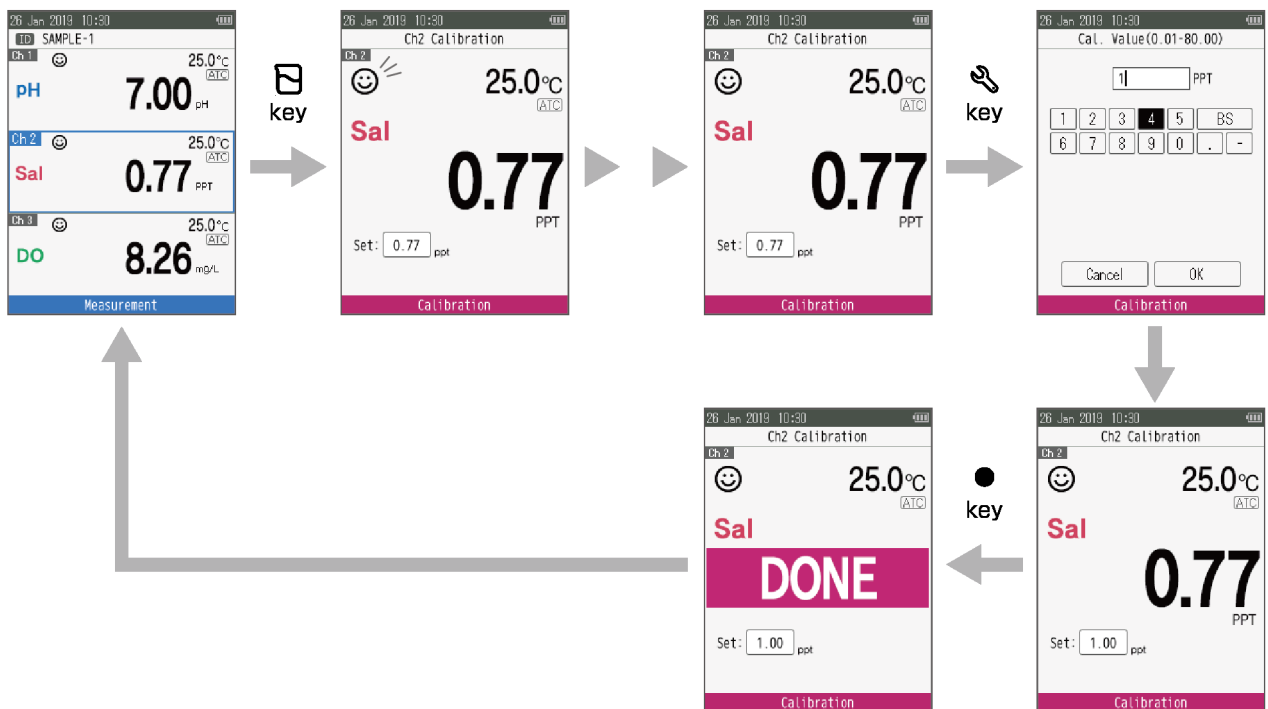 26 Jan 2019 10:30
ID SAMPLE-1
Ch 1 25.0°C
ATC
pH 7.00 pH
Ch 2 25.0°C
ATC
Sal 0.77 PPT
Ch 3 25.0°C
ATC
DO 8.26 mg/L
Measurement
key
26 Jan 2019 10:30
Ch2 Calibration
Ch 2
25.0°C
ATC
Sal
0.77
PPT
Set: 0.77 ppt
Calibration
26 Jan 2019 10:30
Ch2 Calibration
Ch 2
25.0°C
ATC
Sal
0.77
PPT
Set: 0.77 ppt
Calibration
key
26 Jan 2019 10:30
Cal. Value(0.01-80.00)
1 PPT
1 2 3 4 5 BS
6 7 8 9 0 . -
Cancel OK
Calibration
26 Jan 2019 10:30
Ch2 Calibration
Ch 2
25.0°C
ATC
Sal
0.77
PPT
Set: 1.00 ppt
Calibration
key
26 Jan 2019 10:30
Ch2 Calibration
Ch 2
25.0°C
ATC
Sal
DONE
Set: 1.00 ppt
Calibration